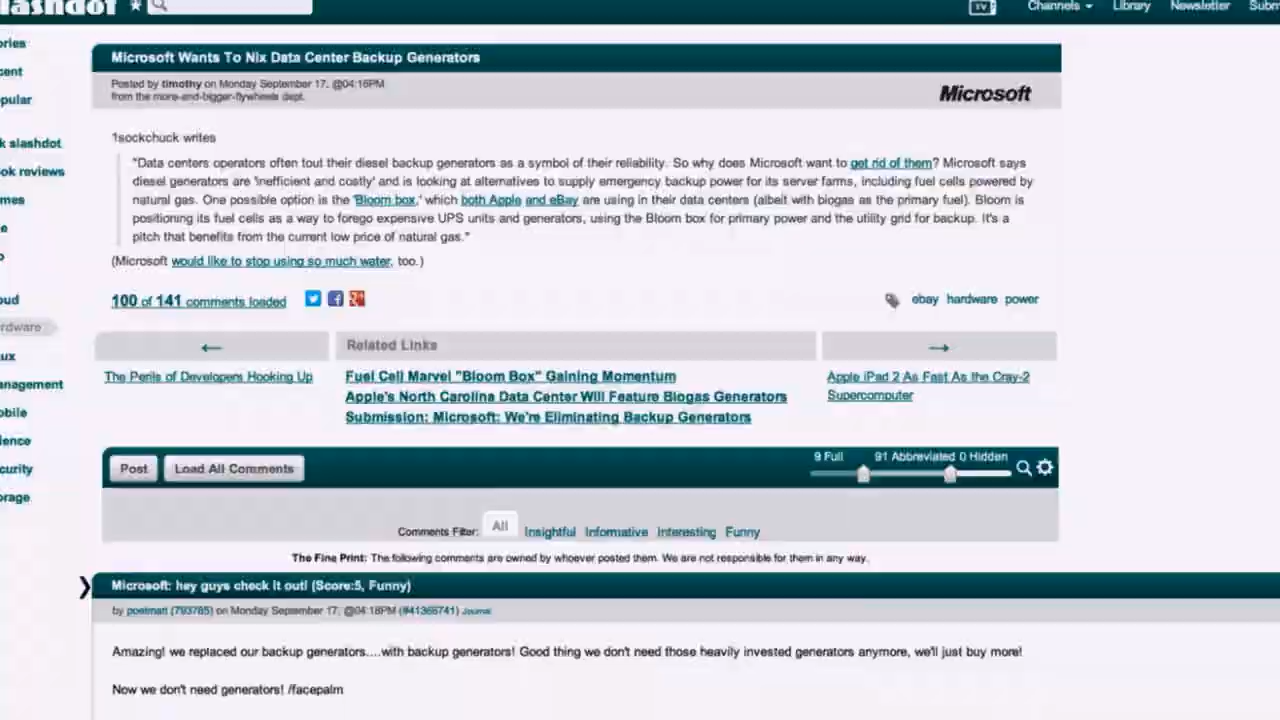 lashdot
Channels Library Newsletter Subm
TV
ories
cent
pular
k slashdot
ok reviews
mes
e
o
oud
rdware
ux
anagement
obile
ience
curity
orage
Microsoft Wants To Nix Data Center Backup Generators
Posted by timothy on Monday September 17, @04:16PM
from the more-and-bigger-flywheels dept.
Microsoft
1sockchuck writes
"Data centers operators often tout their diesel backup generators as a symbol of their reliability. So why does Microsoft want to get rid of them? Microsoft says
diesel generators are 'inefficient and costly' and is looking at alternatives to supply emergency backup power for its server farms, including fuel cells powered by
natural gas. One possible option is the 'Bloom box,' which both Apple and eBay are using in their data centers (albeit with biogas as the primary fuel). Bloom is
positioning its fuel cells as a way to forego expensive UPS units and generators, using the Bloom box for primary power and the utility grid for backup. It's a
pitch that benefits from the current low price of natural gas."
(Microsoft would like to stop using so much water, too.)
100 of 141 comments loaded
ebay hardware power
←
Related Links
→
The Perils of Developers Hooking Up
Fuel Cell Marvel "Bloom Box" Gaining Momentum
Apple's North Carolina Data Center Will Feature Biogas Generators
Submission: Microsoft: We're Eliminating Backup Generators
Apple iPad 2 As Fast As the Cray-2
Supercomputer
Post Load All Comments
9 Full 91 Abbreviated 0 Hidden
Comments Filter: All Insightful Informative Interesting Funny
The Fine Print: The following comments are owned by whoever posted them. We are not responsible for them in any way.
Microsoft: hey guys check it out! (Score:5, Funny)
by poetmatt (793785) on Monday September 17, @04:18PM (#41366741) Journal
Amazing! we replaced our backup generators....with backup generators! Good thing we don't need those heavily invested generators anymore, we'll just buy more!
Now we don't need generators! /facepalm